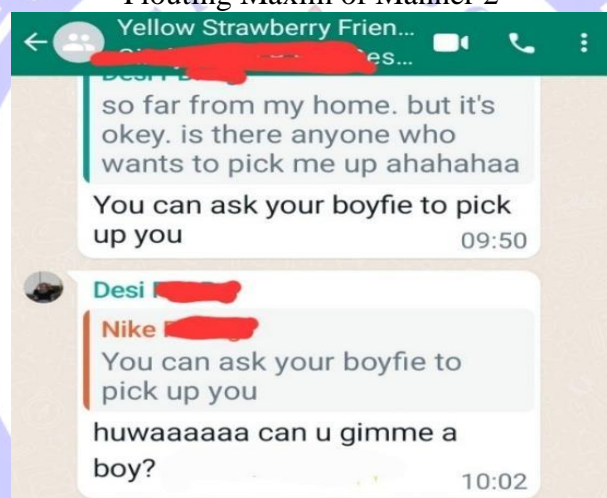 Flouting Maxim of Manner 2
Yellow Strawberry Frien...
es...
Desi
so far from my home. but it's
okey. is there anyone who
wants to pick me up ahahahaa
You can ask your boyfie to pick
up you
09:50
Desi
Nike
You can ask your boyfie to
pick up you
huwaaaaaa can u gimme a
boy?
10:02